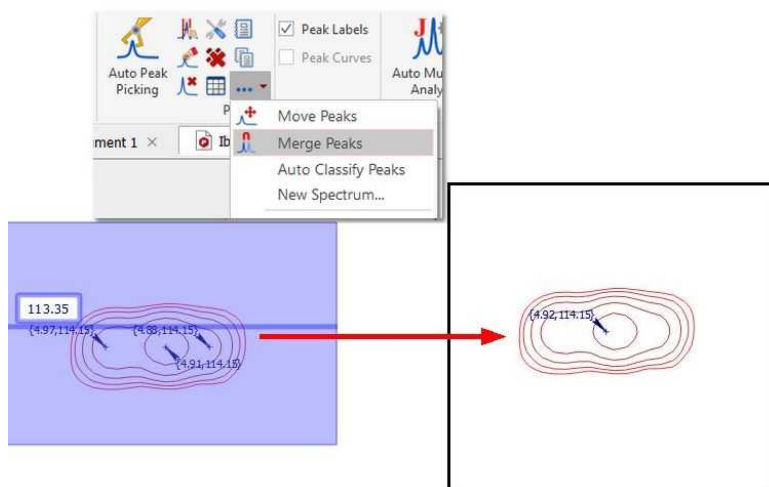 Peak Labels
Peak Curves
Auto Peak
Picking
Auto Mu
Analy
P
Move Peaks
ment 1 ×
Ib
Merge Peaks
Auto Classify Peaks
New Spectrum...
113.35
{4.97,114.15}
{4.88,114.15}
{4.91,114.15}
{4.92,114.15}